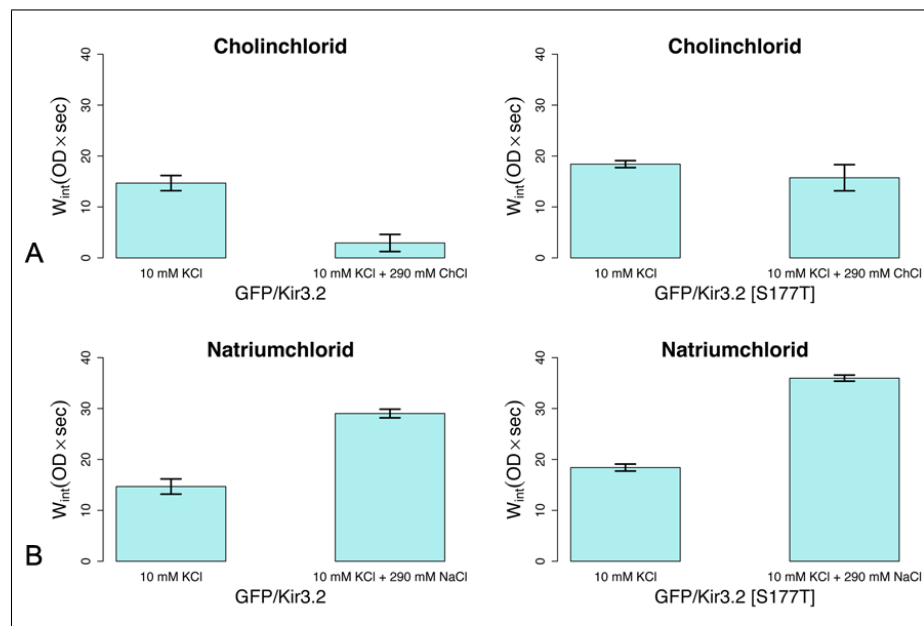 Cholinchlorid
W_int(OD×sec)
0 10 20 30 40
10 mM KCl 10 mM KCl + 290 mM ChCl
GFP/Kir3.2
A
Cholinchlorid
W_int(OD×sec)
0 10 20 30 40
10 mM KCl 10 mM KCl + 290 mM ChCl
GFP/Kir3.2 [S177T]
Natriumchlorid
W_int(OD×sec)
0 10 20 30 40
10 mM KCl 10 mM KCl + 290 mM NaCl
GFP/Kir3.2
B
Natriumchlorid
W_int(OD×sec)
0 10 20 30 40
10 mM KCl 10 mM KCl + 290 mM NaCl
GFP/Kir3.2 [S177T]